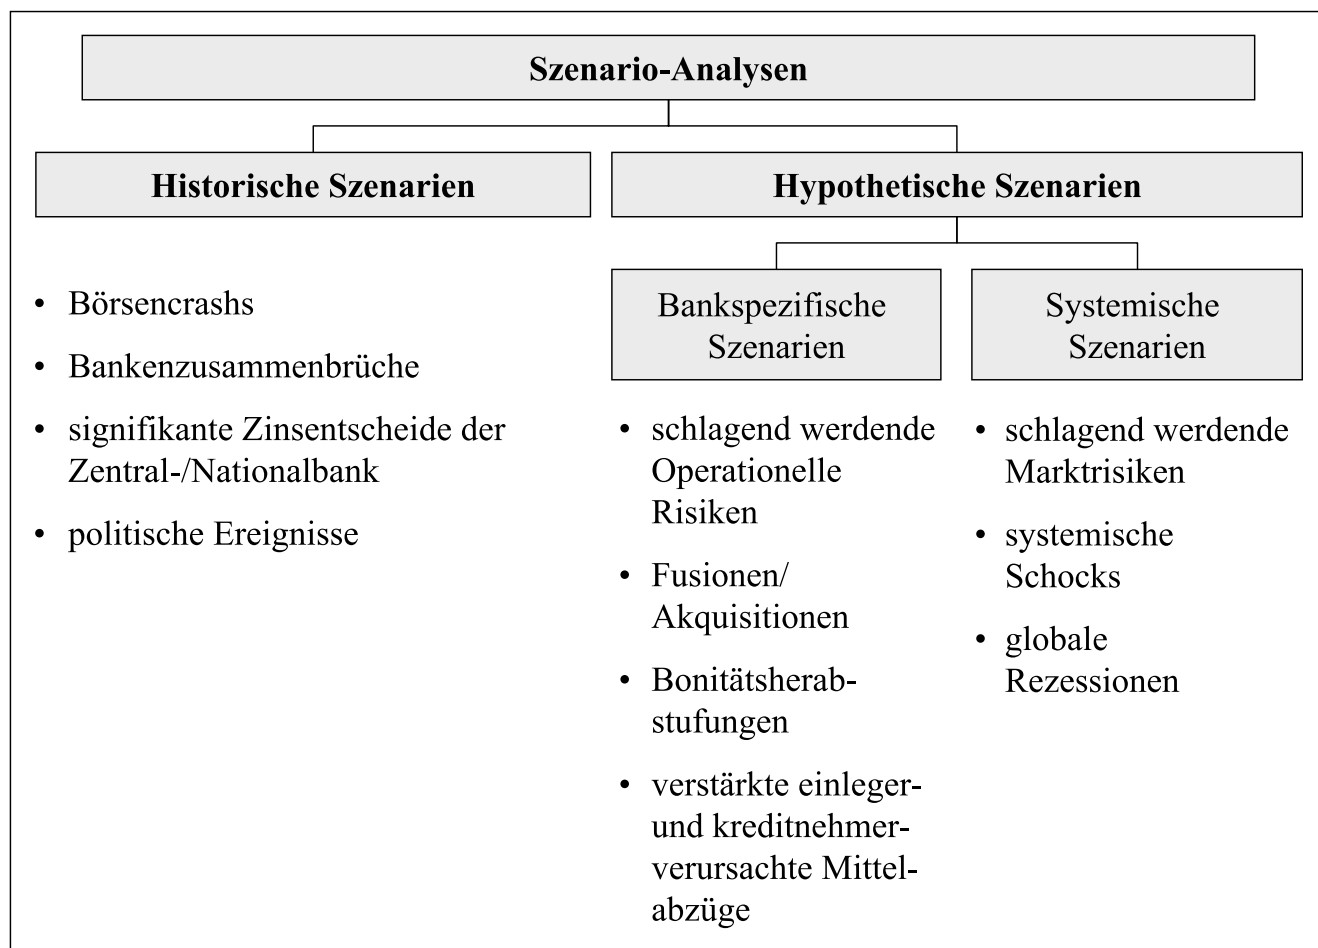 Szenario-Analysen
Historische Szenarien
• Börsencrashs
• Bankenzusammenbrüche
• signifikante Zinsentscheide der
Zentral-/Nationalbank
• politische Ereignisse
Hypothetische Szenarien
Bankspezifische
Szenarien
• schlagend werdende
Operationelle
Risiken
• Fusionen/
Akquisitionen
• Bonitätsherab-
stufungen
• verstärkte einleger-
und kreditnehmer-
verursachte Mittel-
abzüge
Systemische
Szenarien
• schlagend werdende
Marktrisiken
• systemische
Schocks
• globale
Rezessionen